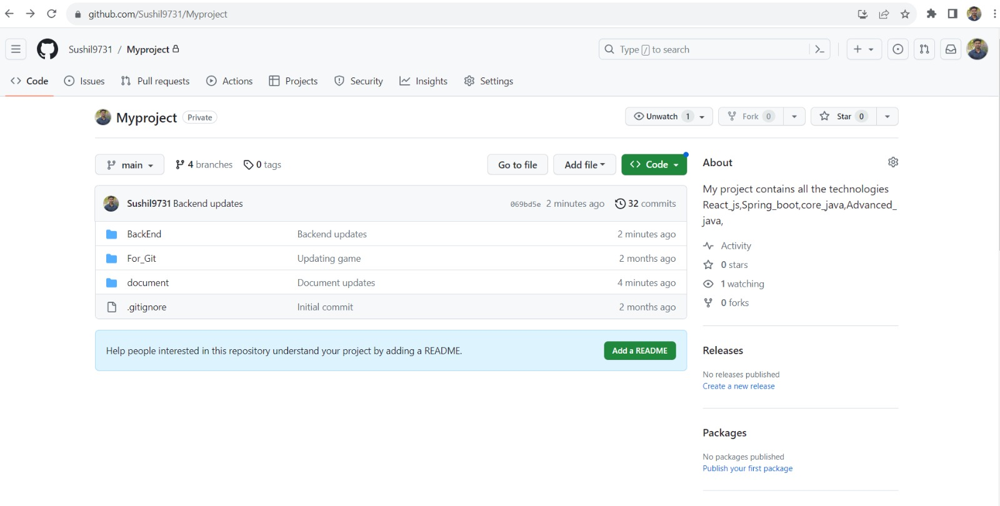 github.com/Sushil9731/Myproject
Sushil9731 / Myproject
Type / to search
Code Issues Pull requests Actions Projects Security Insights Settings
Myproject Private
Unwatch 1 Fork 0 Star 0
main 4 branches 0 tags Go to file Add file Code
Sushil9731 Backend updates 069bd5e 2 minutes ago 32 commits
BackEnd Backend updates 2 minutes ago
For_Git Updating game 2 months ago
document Document updates 4 minutes ago
.gitignore Initial commit 2 months ago
Help people interested in this repository understand your project by adding a README. Add a README
About
My project contains all the technologies
React_js,Spring_boot,core_java,Advanced_
java,
Activity
0 stars
1 watching
0 forks
Releases
No releases published
Create a new release
Packages
No packages published
Publish your first package